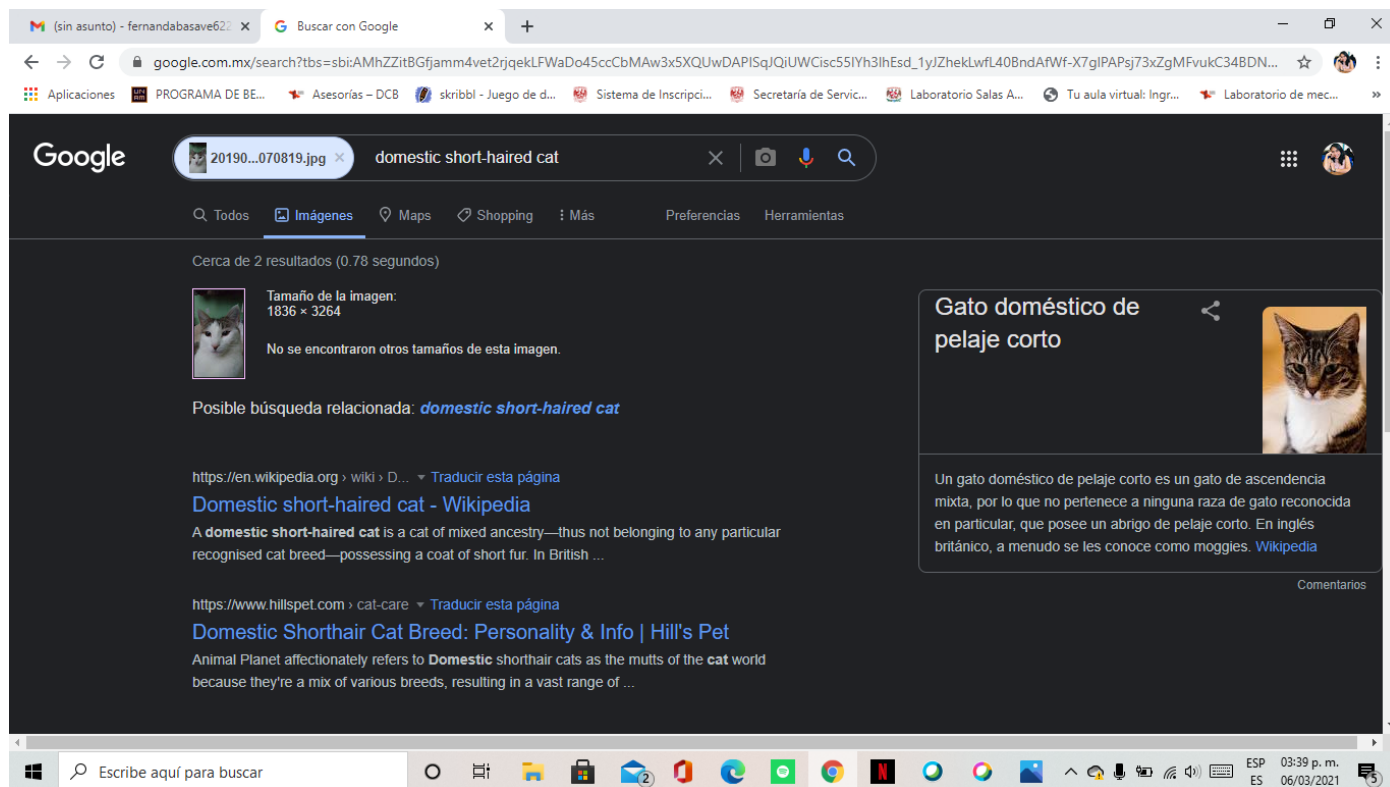 (sin asunto) - fernandabasave622
Buscar con Google
google.com.mx/search?tbs=sbi:AMhZZitBGfjamm4vet2rjqekLFWaDo45ccCbMAw3x5XQUwDAPISqJQiUWCisc55IYh3IhEsd_1yJZhekLwfL40BndAfWf-X7gIPAPsj73xZgMFvukC34BDN...
Aplicaciones
PROGRAMA DE BE...
Asesorías – DCB
skribbl - Juego de d...
Sistema de Inscripci...
Secretaría de Servic...
Laboratorio Salas A...
Tu aula virtual: Ingr...
Laboratorio de mec...
Google
20190...070819.jpg
domestic short-haired cat
Todos
Imágenes
Maps
Shopping
Más
Preferencias
Herramientas
Cerca de 2 resultados (0.78 segundos)
Tamaño de la imagen:
1836 × 3264
No se encontraron otros tamaños de esta imagen.
Posible búsqueda relacionada: domestic short-haired cat
https://en.wikipedia.org › wiki › D... Traducir esta página
Domestic short-haired cat - Wikipedia
A domestic short-haired cat is a cat of mixed ancestry—thus not belonging to any particular
recognised cat breed—possessing a coat of short fur. In British ...
https://www.hillspet.com › cat-care Traducir esta página
Domestic Shorthair Cat Breed: Personality & Info | Hill's Pet
Animal Planet affectionately refers to Domestic shorthair cats as the mutts of the cat world
because they're a mix of various breeds, resulting in a vast range of ...
Gato doméstico de
pelaje corto
Un gato doméstico de pelaje corto es un gato de ascendencia
mixta, por lo que no pertenece a ninguna raza de gato reconocida
en particular, que posee un abrigo de pelaje corto. En inglés
británico, a menudo se les conoce como moggies. Wikipedia
Comentarios
Escribe aquí para buscar
2
ESP
ES
03:39 p. m.
06/03/2021
5